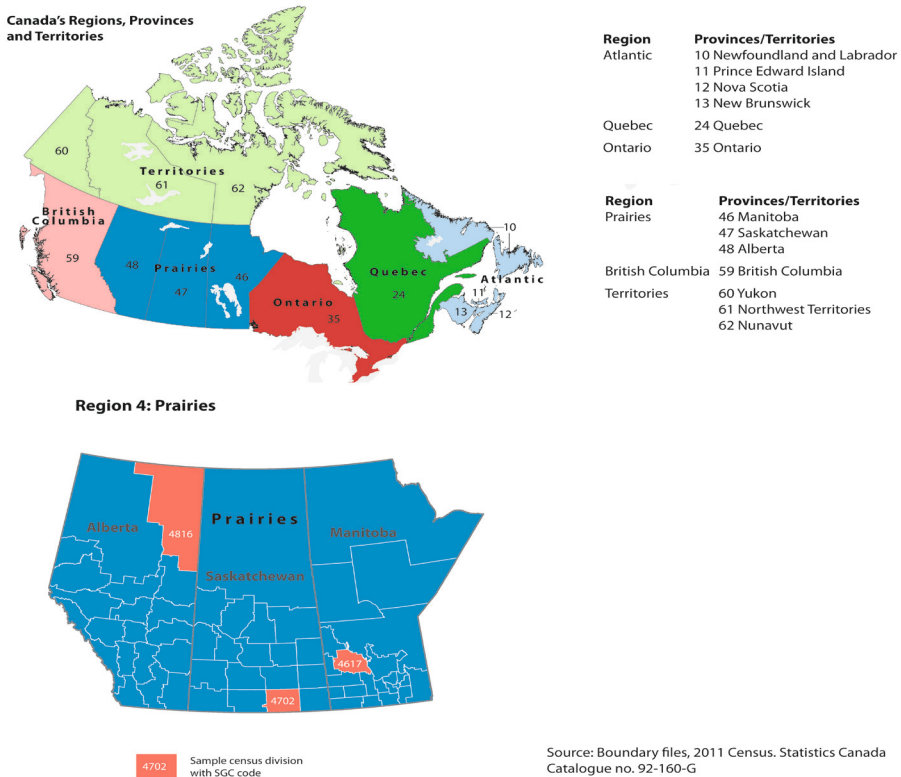 Canada's Regions, Provinces
and Territories
Region Provinces/Territories
Atlantic 10 Newfoundland and Labrador
11 Prince Edward Island
12 Nova Scotia
13 New Brunswick
Quebec 24 Quebec
Ontario 35 Ontario
Region Provinces/Territories
Prairies 46 Manitoba
47 Saskatchewan
48 Alberta
British Columbia 59 British Columbia
Territories 60 Yukon
61 Northwest Territories
62 Nunavut
60
Territories
61
62
British
Columbia
59
48
Prairies
46
47
Ontario
35
Quebec
24
10
Atlantic
11
13
12
Region 4: Prairies
Alberta
4816
Prairies
Manitoba
Saskatchewan
4617
4702
4702
Sample census division
with SGC code
Source: Boundary files, 2011 Census. Statistics Canada
Catalogue no. 92-160-G